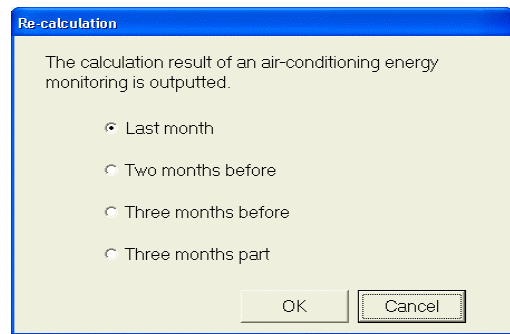 Re-calculation
The calculation result of an air-conditioning energy
monitoring is outputted.
Last month
Two months before
Three months before
Three months part
OK
Cancel